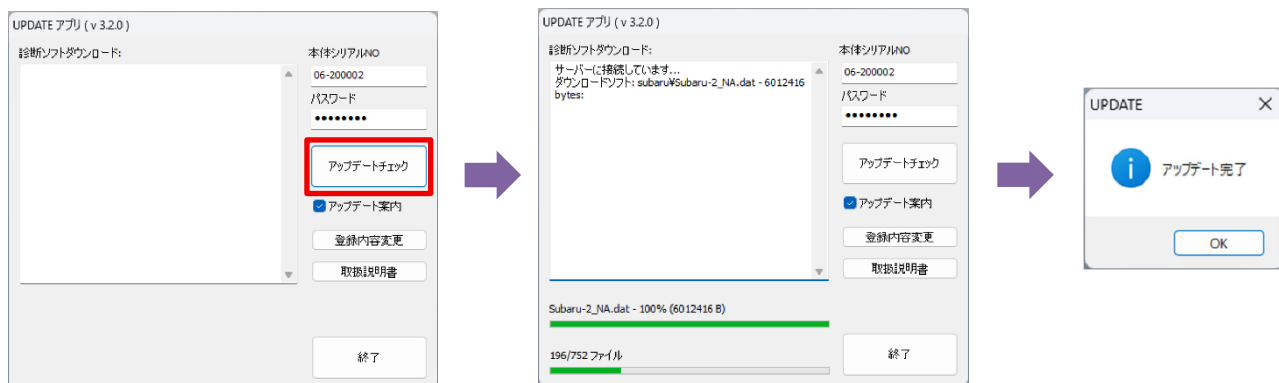 UPDATE アプリ ( v 3.2.0 )
診断ソフトダウンロード:
本体シリアルNO
06-200002
パスワード
••••••••
アップデートチェック
アップデート案内
登録内容変更
取扱説明書
終了
UPDATE アプリ ( v 3.2.0 )
診断ソフトダウンロード:
サーバーに接続しています...
ダウンロードソフト: subaru¥Subaru-2_NA.dat - 6012416
bytes:
本体シリアルNO
06-200002
パスワード
••••••••
アップデートチェック
アップデート案内
登録内容変更
取扱説明書
Subaru-2_NA.dat - 100% (6012416 B)
196/752 ファイル
終了
UPDATE
アップデート完了
OK